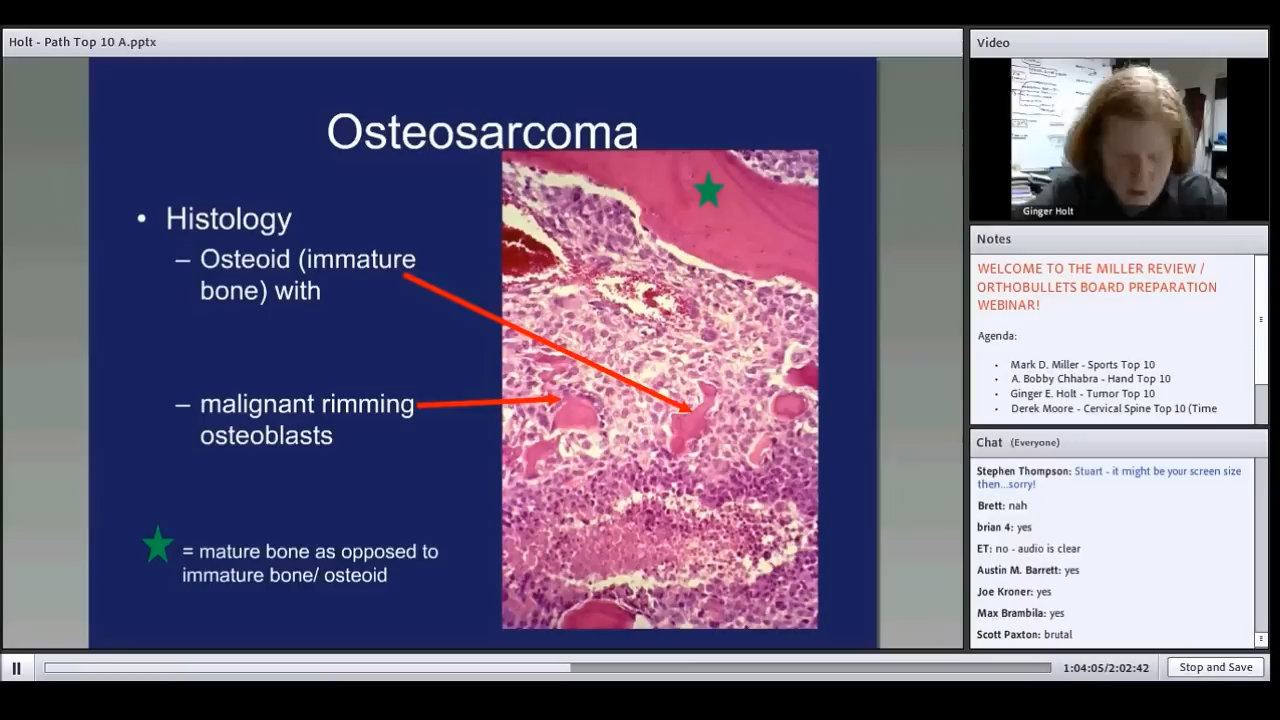 Holt - Path Top 10 A.pptx
Osteosarcoma
• Histology
– Osteoid (immature
bone) with
– malignant rimming
osteoblasts
= mature bone as opposed to
immature bone/ osteoid
Video
Ginger Holt
Notes
WELCOME TO THE MILLER REVIEW /
ORTHOBULLETS BOARD PREPARATION
WEBINAR!
Agenda:
• Mark D. Miller - Sports Top 10
• A. Bobby Chhabra - Hand Top 10
• Ginger E. Holt - Tumor Top 10
• Derek Moore - Cervical Spine Top 10 (Time
Chat (Everyone)
Stephen Thompson: Stuart - it might be your screen size
then...sorry!
Brett: nah
brian 4: yes
ET: no - audio is clear
Austin M. Barrett: yes
Joe Kroner: yes
Max Brambila: yes
Scott Paxton: brutal
1:04:05/2:02:42
Stop and Save